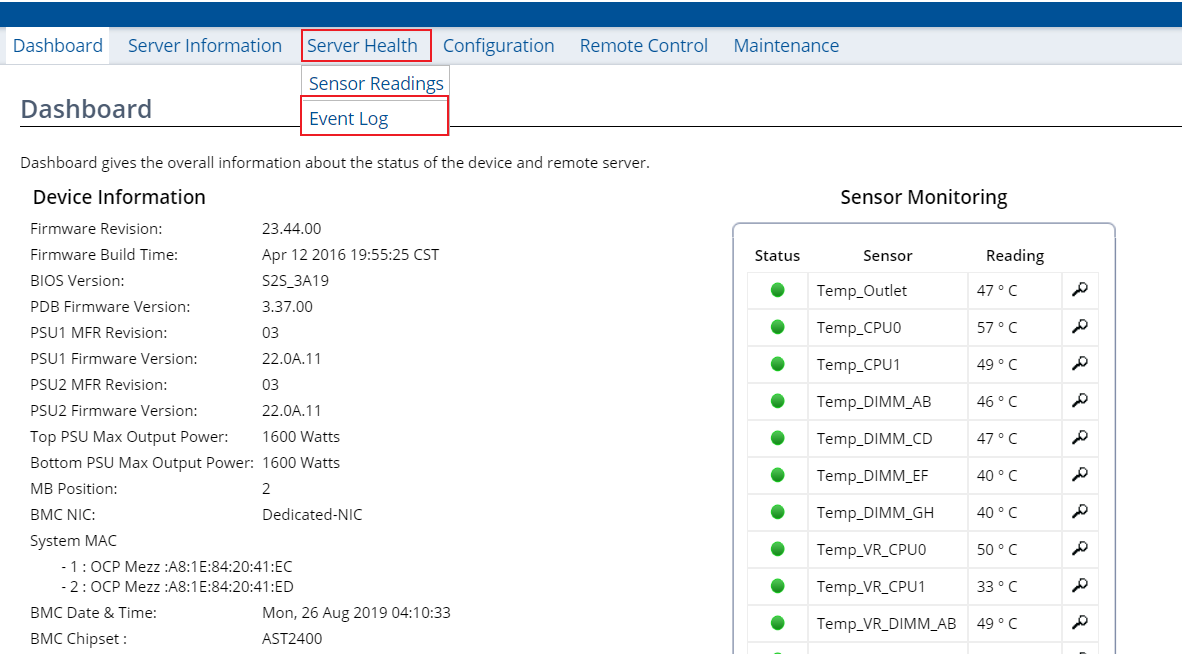 Dashboard Server Information Server Health Configuration Remote Control Maintenance
Sensor Readings
Event Log
Dashboard
Dashboard gives the overall information about the status of the device and remote server.
Device Information
Firmware Revision: 23.44.00
Firmware Build Time: Apr 12 2016 19:55:25 CST
BIOS Version: S2S_3A19
PDB Firmware Version: 3.37.00
PSU1 MFR Revision: 03
PSU1 Firmware Version: 22.0A.11
PSU2 MFR Revision: 03
PSU2 Firmware Version: 22.0A.11
Top PSU Max Output Power: 1600 Watts
Bottom PSU Max Output Power: 1600 Watts
MB Position: 2
BMC NIC: Dedicated-NIC
System MAC
- 1 : OCP Mezz :A8:1E:84:20:41:EC
- 2 : OCP Mezz :A8:1E:84:20:41:ED
BMC Date & Time: Mon, 26 Aug 2019 04:10:33
BMC Chipset : AST2400
Sensor Monitoring
Status Sensor Reading
Temp_Outlet 47 ° C
Temp_CPU0 57 ° C
Temp_CPU1 49 ° C
Temp_DIMM_AB 46 ° C
Temp_DIMM_CD 47 ° C
Temp_DIMM_EF 40 ° C
Temp_DIMM_GH 40 ° C
Temp_VR_CPU0 50 ° C
Temp_VR_CPU1 33 ° C
Temp_VR_DIMM_AB 49 ° C